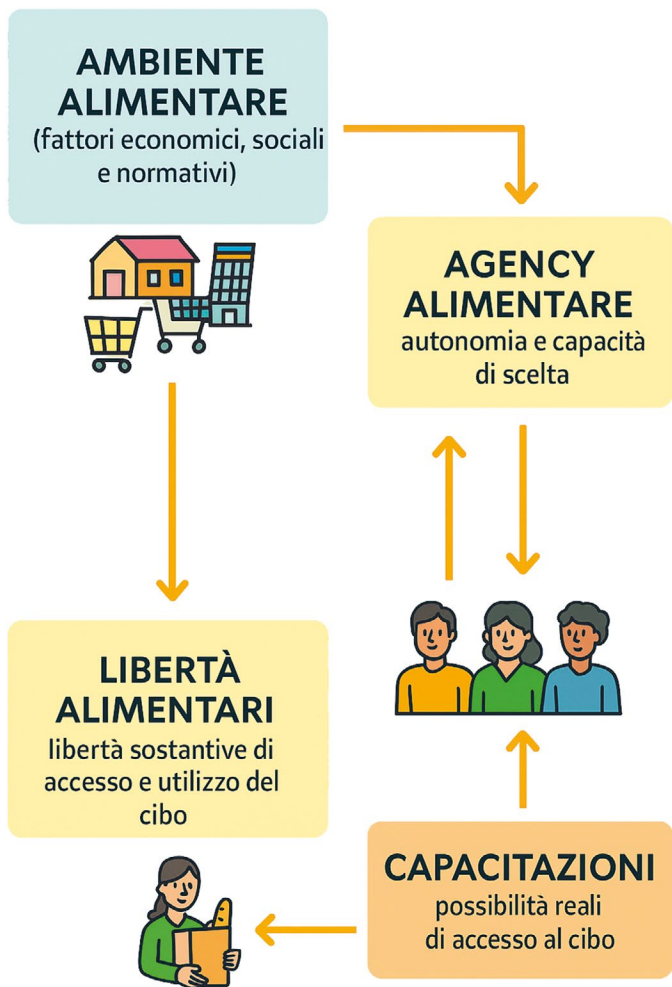 AMBIENTE
ALIMENTARE
(fattori economici, sociali
e normativi)
AGENCY
ALIMENTARE
autonomia e capacità
di scelta
LIBERTÀ
ALIMENTARI
libertà sostantive di
accesso e utilizzo del
cibo
CAPACITAZIONI
possibilità reali
di accesso al cibo